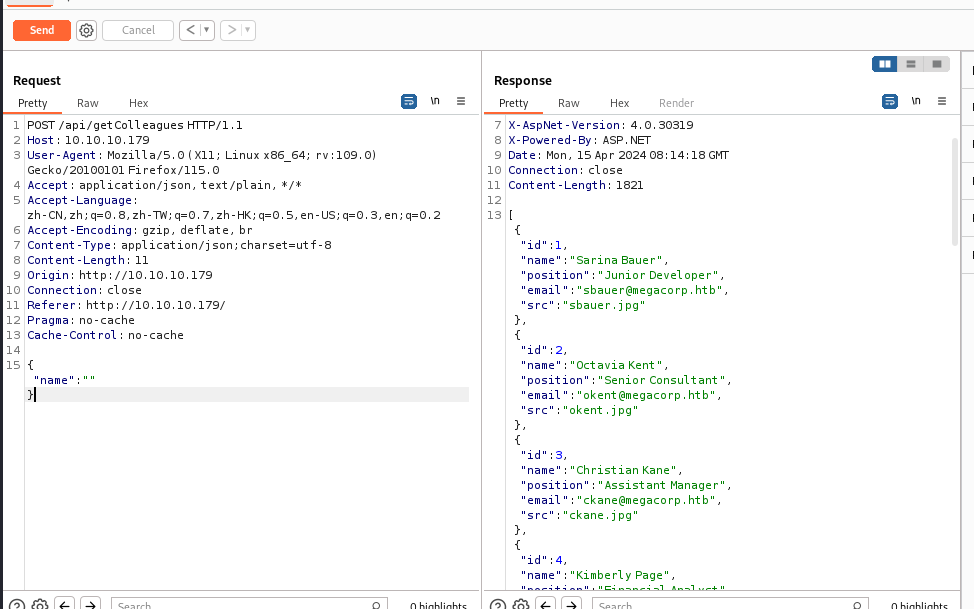 Send
Cancel
<
>
Request
Pretty
Raw
Hex
\n
1 POST /api/getColleagues HTTP/1.1
2 Host: 10.10.10.179
3 User-Agent: Mozilla/5.0 (X11; Linux x86_64; rv:109.0)
Gecko/20100101 Firefox/115.0
4 Accept: application/json, text/plain, */*
5 Accept-Language:
zh-CN,zh;q=0.8,zh-TW;q=0.7,zh-HK;q=0.5,en-US;q=0.3,en;q=0.2
6 Accept-Encoding: gzip, deflate, br
7 Content-Type: application/json;charset=utf-8
8 Content-Length: 11
9 Origin: http://10.10.10.179
10 Connection: close
11 Referer: http://10.10.10.179/
12 Pragma: no-cache
13 Cache-Control: no-cache
14
15 {
"name":""
}
Search
0 highlights
Response
Pretty
Raw
Hex
Render
\n
7 X-AspNet-Version: 4.0.30319
8 X-Powered-By: ASP.NET
9 Date: Mon, 15 Apr 2024 08:14:18 GMT
10 Connection: close
11 Content-Length: 1821
12
13 [
{
"id":1,
"name":"Sarina Bauer",
"position":"Junior Developer",
"email":"sbauer@megacorp.htb",
"src":"sbauer.jpg"
},
{
"id":2,
"name":"Octavia Kent",
"position":"Senior Consultant",
"email":"okent@megacorp.htb",
"src":"okent.jpg"
},
{
"id":3,
"name":"Christian Kane",
"position":"Assistant Manager",
"email":"ckane@megacorp.htb",
"src":"ckane.jpg"
},
{
"id":4,
"name":"Kimberly Page",
"position":"Financial Analyst",
Search
0 highlights